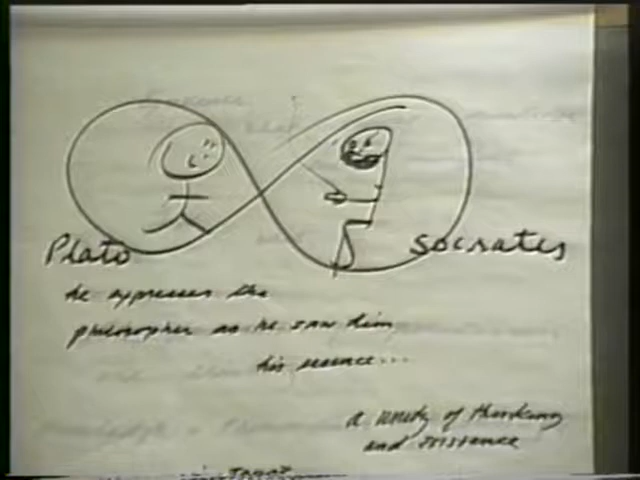 Plato
Socrates
he expresses the
philosopher as he saw him
his essence...
a unity of thinking
and existence